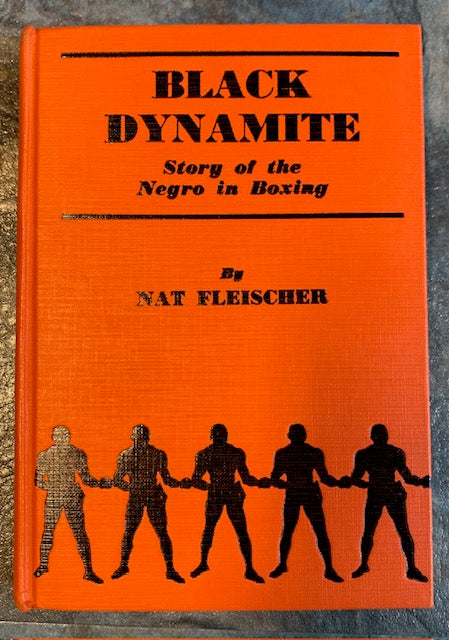 BLACK
DYNAMITE
Story of the
Negro in Boxing
By
NAT FLEISCHER